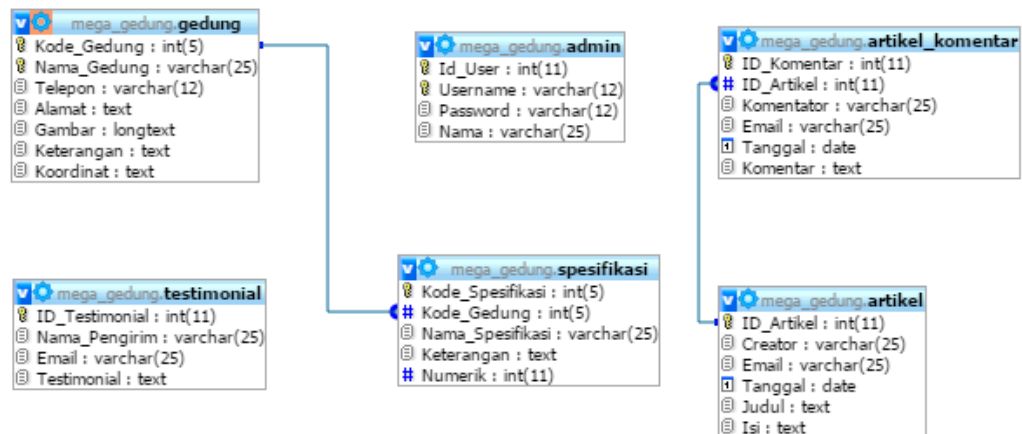 mega_gedung.gedung
Kode_Gedung : int(5)
Nama_Gedung : varchar(25)
Telepon : varchar(12)
Alamat : text
Gambar : longtext
Keterangan : text
Koordinat : text
mega_gedung.admin
Id_User : int(11)
Username : varchar(12)
Password : varchar(12)
Nama : varchar(25)
mega_gedung.artikel_komentar
ID_Komentar : int(11)
# ID_Artikel : int(11)
Komentator : varchar(25)
Email : varchar(25)
Tanggal : date
Komentar : text
mega_gedung.testimonial
ID_Testimonial : int(11)
Nama_Pengirim : varchar(25)
Email : varchar(25)
Testimonial : text
mega_gedung.spesifikasi
Kode_Spesifikasi : int(5)
# Kode_Gedung : int(5)
Nama_Spesifikasi : varchar(25)
Keterangan : text
# Numerik : int(11)
mega_gedung.artikel
ID_Artikel : int(11)
Creator : varchar(25)
Email : varchar(25)
Tanggal : date
Judul : text
Isi : text